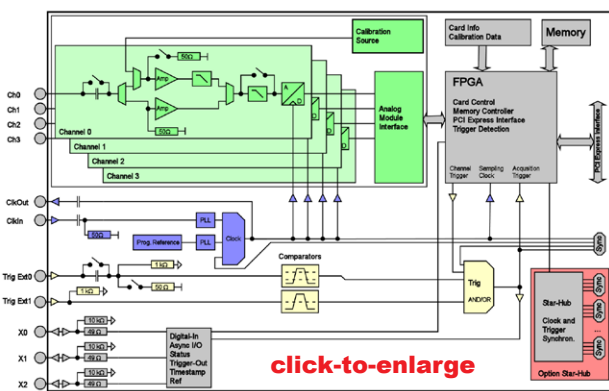 Calibration
Source
Card Info
Calibration Data
Memory
50Ω
Amp
Amp
50Ω
A
D
Channel 0
Channel 1
Channel 2
Channel 3
Ch0
Ch1
Ch2
Ch3
Analog
Module
Interface
FPGA
Card Control
Memory Controller
PCI Express Interface
Trigger Detection
Channel
Trigger
Sampling
Clock
Acquisition
Trigger
PCI Express Interface
ClkOut
ClkIn
50Ω
PLL
Prog. Reference
PLL
Clock
Sync
Trig Ext0
1 kΩ
50Ω
Trig Ext1
1 kΩ
Comparators
Trig
AND/OR
X0
10 kΩ
49 Ω
X1
10 kΩ
49 Ω
X2
10 kΩ
49 Ω
Digital-In
Async I/O
Status
Trigger-Out
Timestamp
Ref
click-to-enlarge
Star-Hub
Clock and
Trigger
Synchron.
Sync
Sync
...
Sync
Option Star-Hub